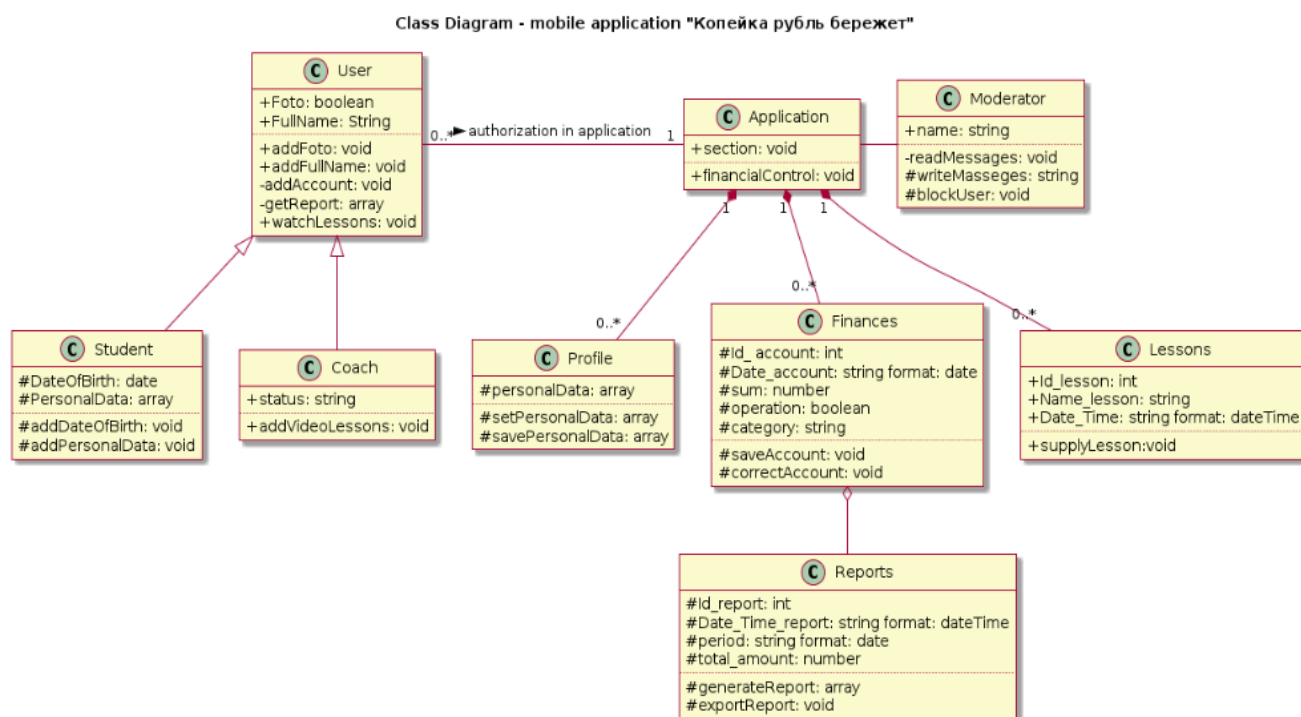 Class Diagram - mobile application "Копейка рубль бережет"
C User
+Foto: boolean
+FullName: String
+addFoto: void
+addFullName: void
-addAccount: void
-getReport: array
+watchLessons: void
0..*
authorization in application
1
C Application
+section: void
+financialControl: void
C Moderator
+name: string
-readMessages: void
#writeMasseges: string
#blockUser: void
1
1
1
0..*
0..*
0..*
C Student
#DateOfBirth: date
#PersonalData: array
#addDateOfBirth: void
#addPersonalData: void
C Coach
+status: string
+addVideoLessons: void
C Profile
#personalData: array
#setPersonalData: array
#savePersonalData: array
C Finances
#Id_ account: int
#Date_account: string format: date
#sum: number
#operation: boolean
#category: string
#saveAccount: void
#correctAccount: void
C Lessons
+Id_lesson: int
+Name_lesson: string
+Date_Time: string format: dateTime
+supplyLesson:void
C Reports
#Id_report: int
#Date_Time_report: string format: dateTime
#period: string format: date
#total_amount: number
#generateReport: array
#exportReport: void